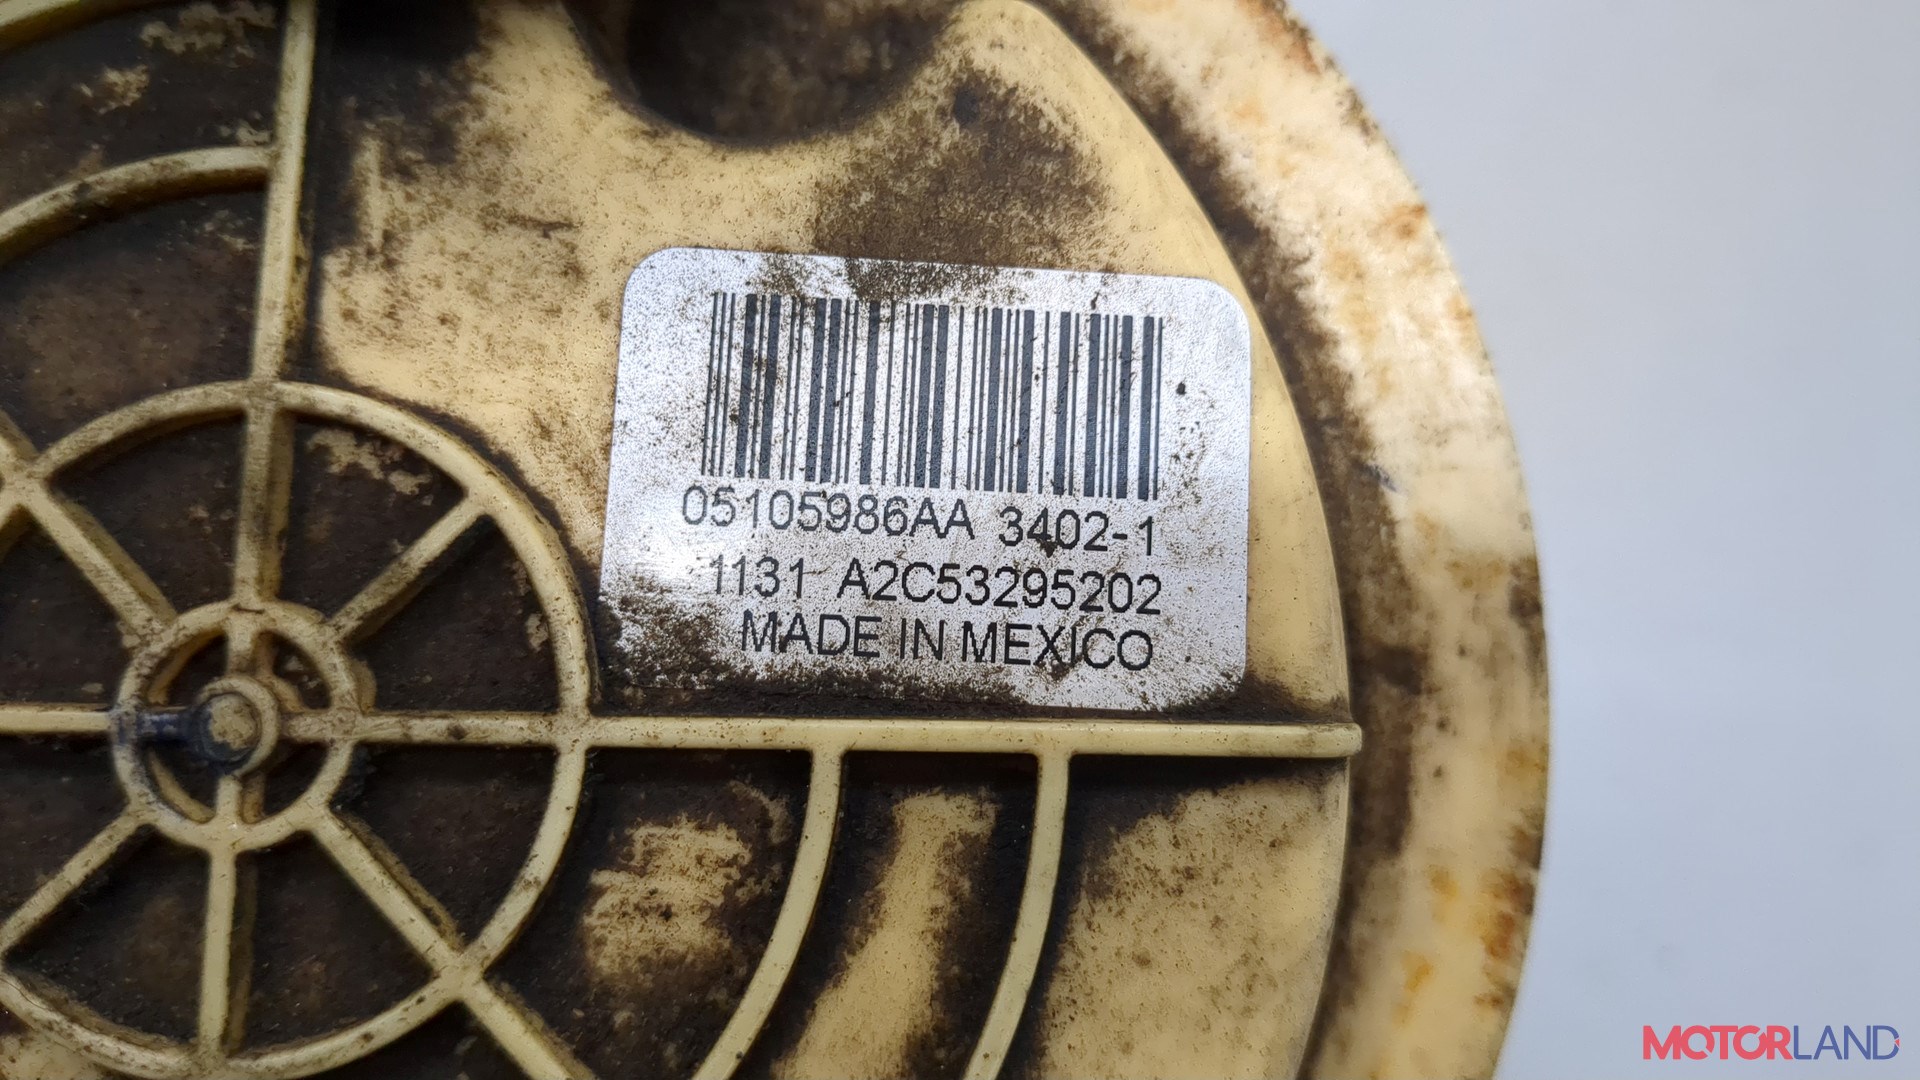 05105986AA 3402-1
1131 A2C53295202
MADE IN MEXICO
MOTORLAND